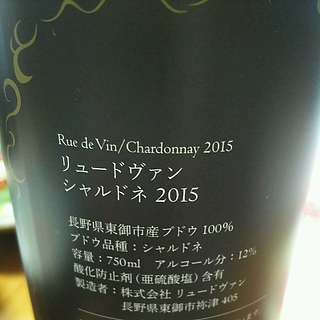 Rue de Vin/Chardonnay 2015
リュードヴァン
シャルドネ 2015
長野県東御市産ブドウ 100%
ブドウ品種：シャルドネ
容量：750ml アルコール分：12%
酸化防止剤（亜硫酸塩）含有
製造者：株式会社 リュードヴァン
長野県東御市祢津 405